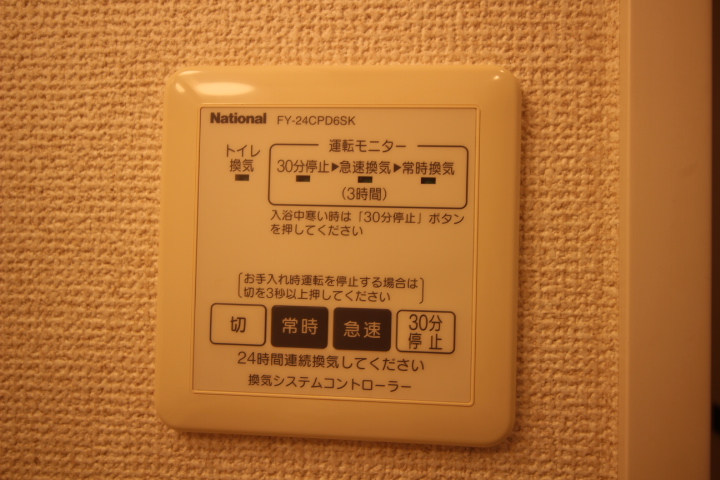 National FY-24CPD6SK
運転モニター
トイレ
換気
30分停止▶急速換気▶常時換気
(3時間)
入浴中寒い時は「30分停止」ボタン
を押してください
お手入れ時運転を停止する場合は
切を3秒以上押してください
切 常時 急速 30分
停止
24時間連続換気してください
換気システムコントローラー